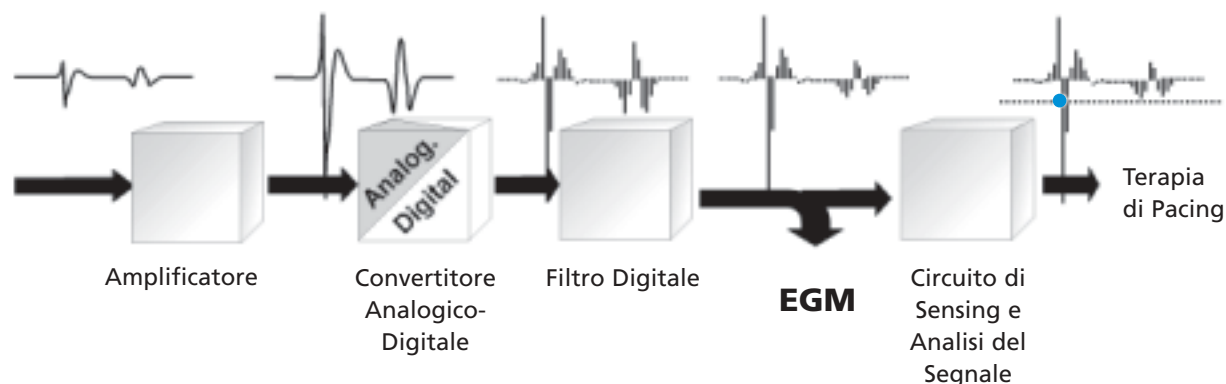 Analog.
Digital
Terapia
di Pacing
Amplificatore
Convertitore
Analogico-
Digitale
Filtro Digitale
EGM
Circuito di
Sensing e
Analisi del
Segnale